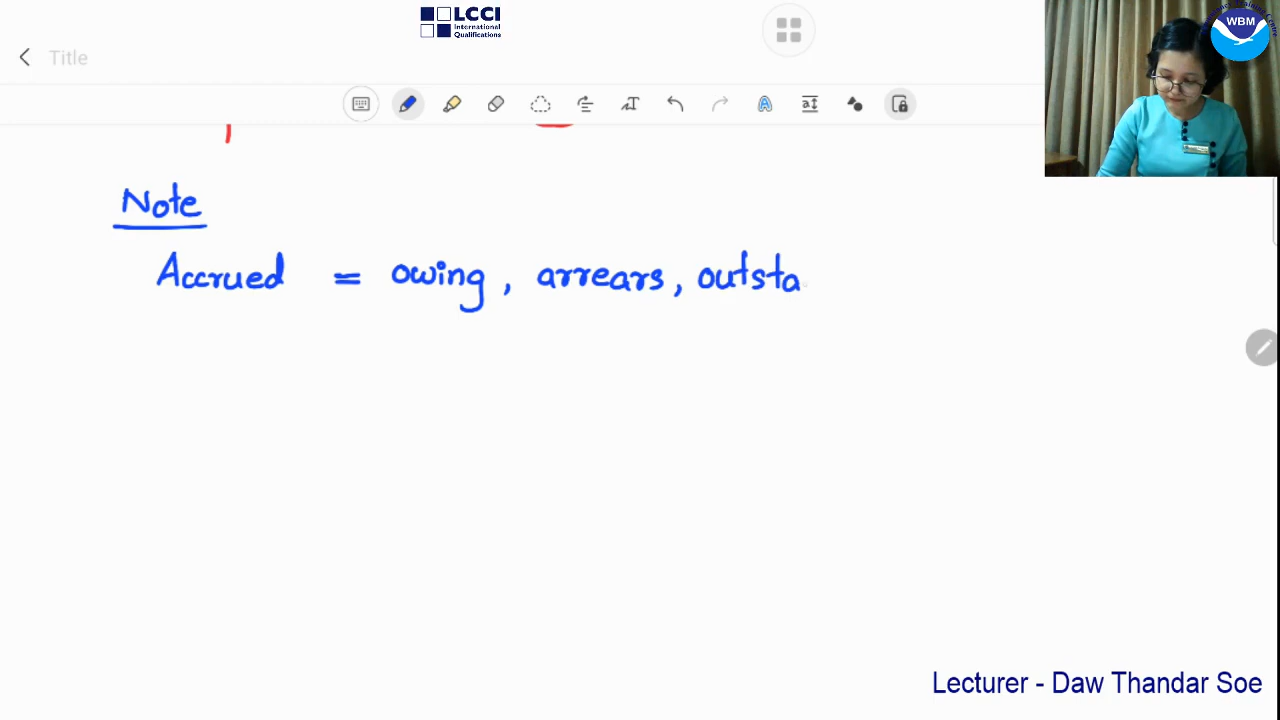 LCCI
International
Qualifications
WBM
Title
Note
Accrued = owing, arrears, outsta
Lecturer - Daw Thandar Soe